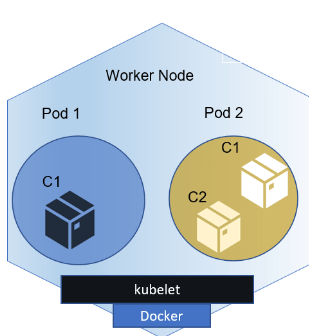 Worker Node
Pod 1
Pod 2
C1
C1
C2
kubelet
Docker